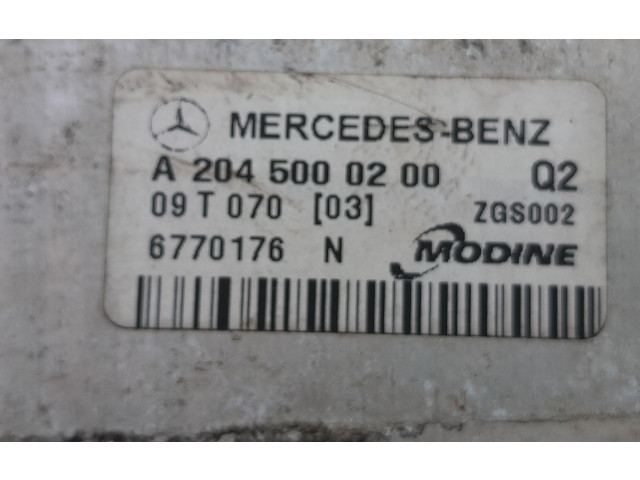 MERCEDES-BENZ
A 204 500 02 00 Q2
09 T 070 [03] ZGS002
6770176 N MODINE